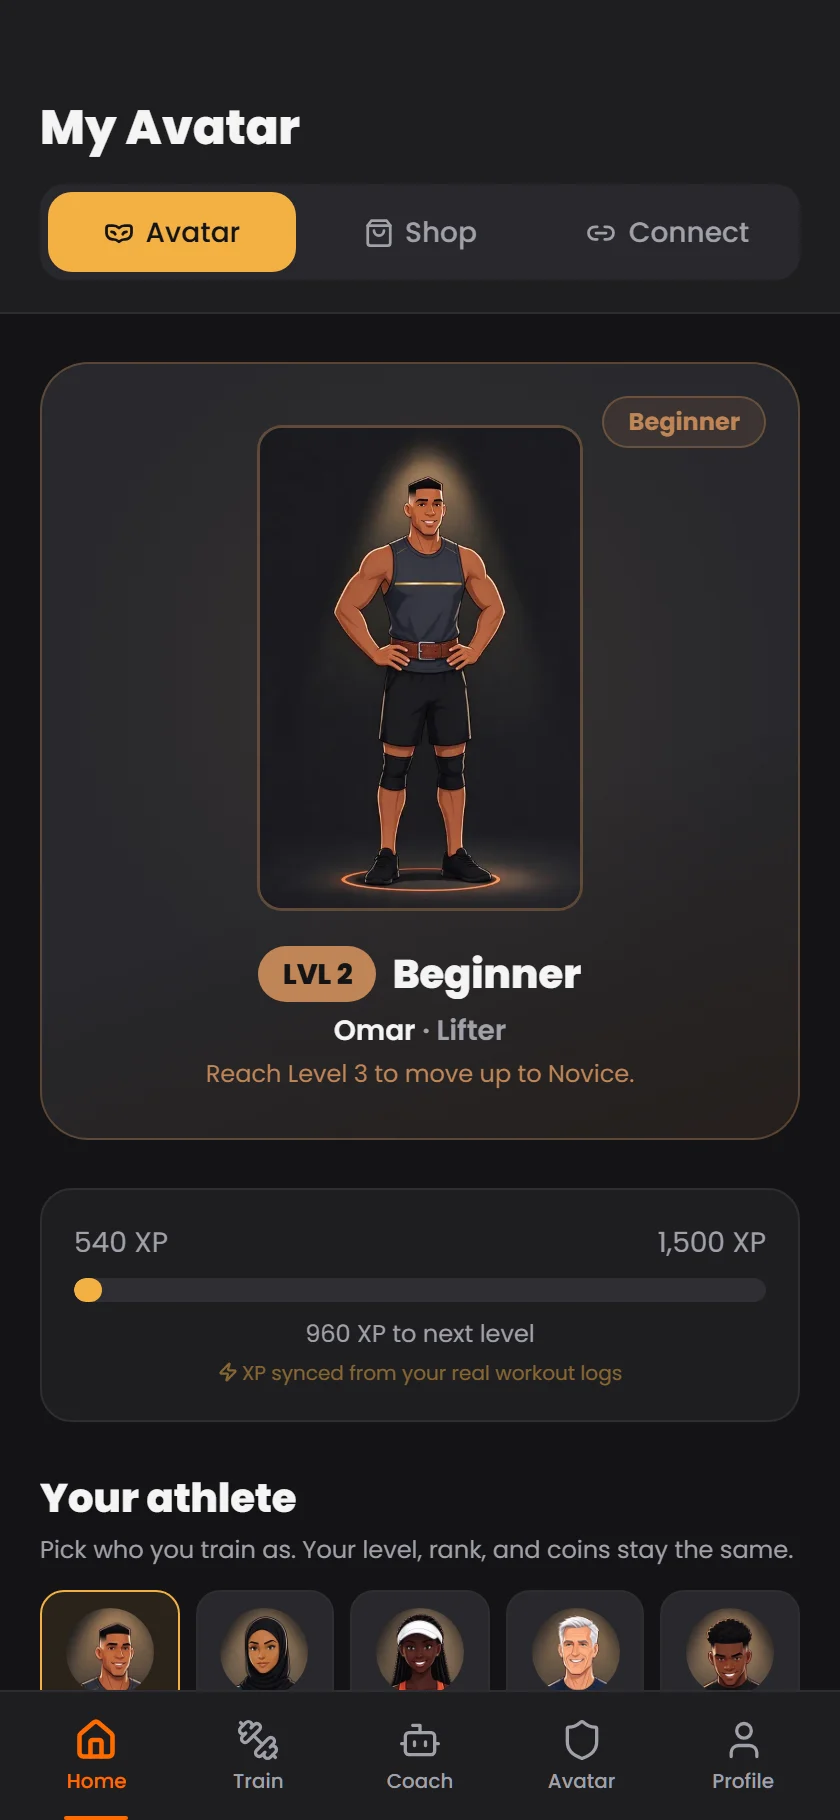 My Avatar
Avatar
Shop
Connect
Beginner
LVL 2
Beginner
Omar · Lifter
Reach Level 3 to move up to Novice.
540 XP
1,500 XP
960 XP to next level
XP synced from your real workout logs
Your athlete
Pick who you train as. Your level, rank, and coins stay the same.
Home
Train
Coach
Avatar
Profile